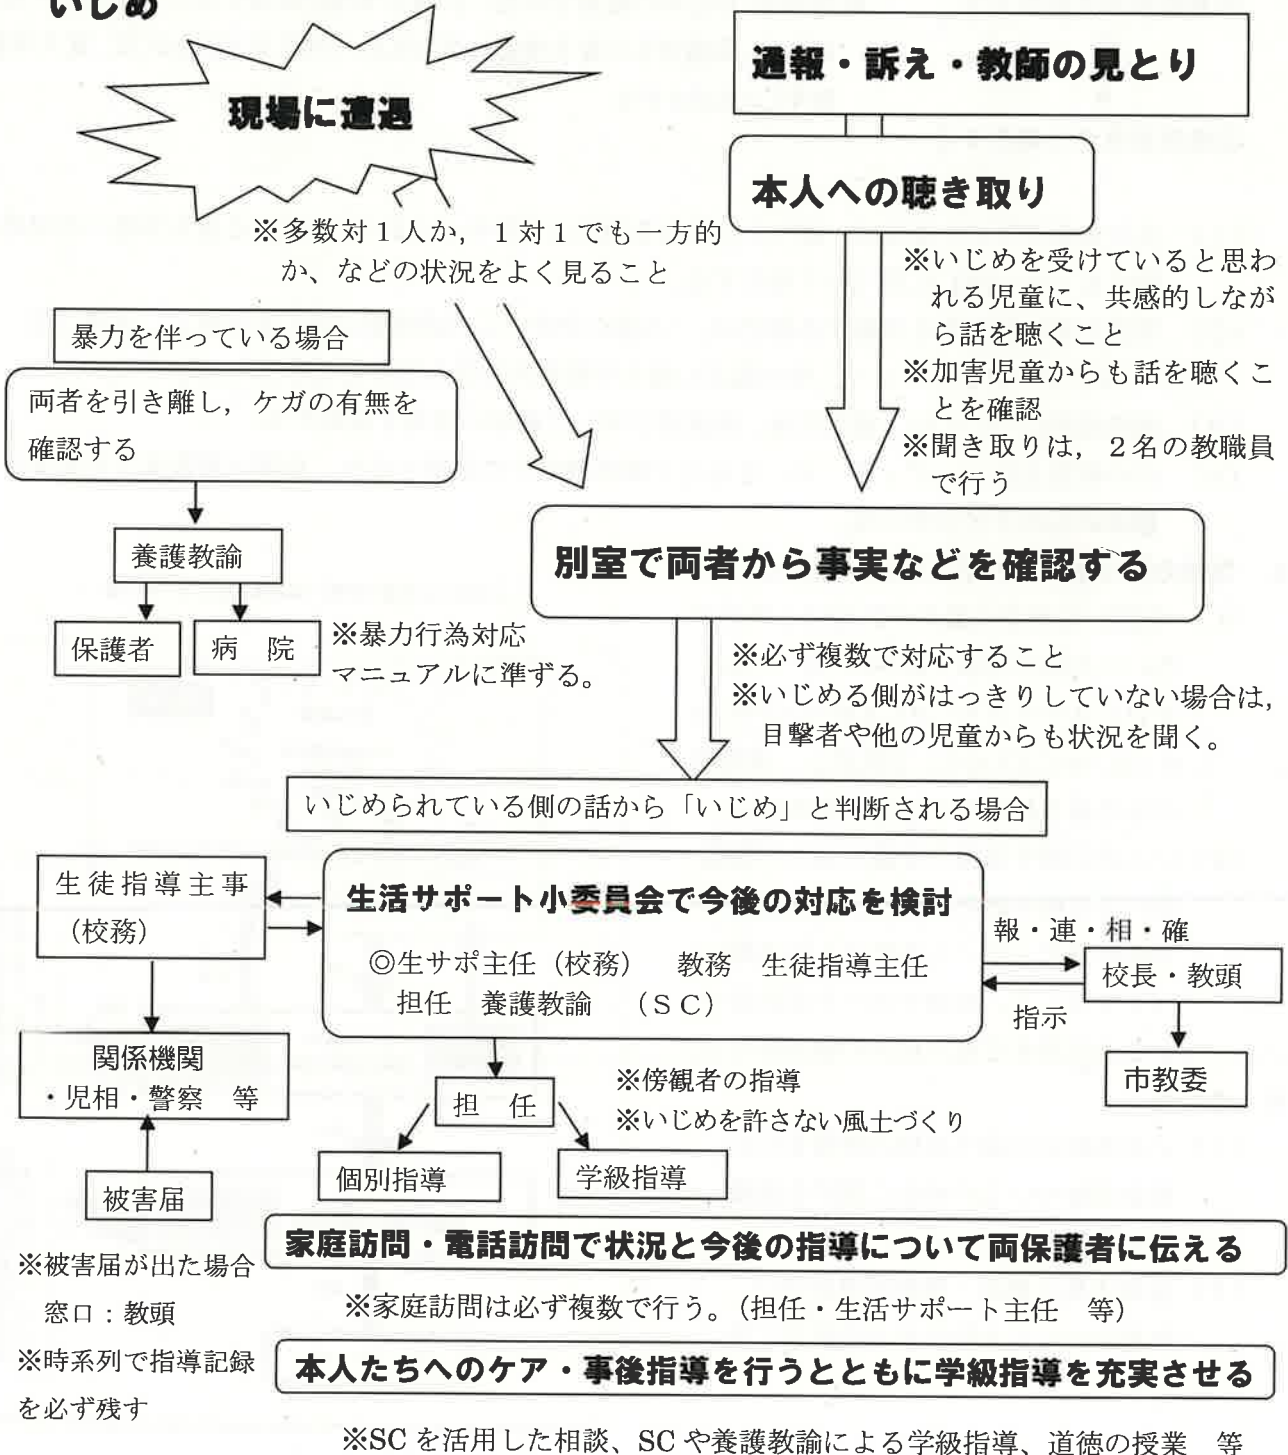 いじめ
現場に遭遇
通報・訴え・教師の見とり
本人への聴き取り
※多数対１人か，１対１でも一方的
か、などの状況をよく見ること
※いじめを受けていると思わ
れる児童に、共感的しなが
ら話を聴くこと
※加害児童からも話を聴くこ
とを確認
※聞き取りは，２名の教職員
で行う
暴力を伴っている場合
両者を引き離し，ケガの有無を
確認する
養護教諭
保護者
病　院
※暴力行為対応
マニュアルに準ずる。
別室で両者から事実などを確認する
※必ず複数で対応すること
※いじめる側がはっきりしていない場合は，
目撃者や他の児童からも状況を聞く。
いじめられている側の話から「いじめ」と判断される場合
生徒指導主事
（校務）
生活サポート小委員会で今後の対応を検討
◎生サポ主任（校務）　教務　生徒指導主任
担任　養護教諭　（ＳＣ）
報・連・相・確
校長・教頭
指示
市教委
関係機関
・児相・警察　等
被害届
担　任
※傍観者の指導
※いじめを許さない風土づくり
個別指導
学級指導
家庭訪問・電話訪問で状況と今後の指導について両保護者に伝える
※被害届が出た場合
窓口：教頭
※家庭訪問は必ず複数で行う。（担任・生活サポート主任　等）
※時系列で指導記録
を必ず残す
本人たちへのケア・事後指導を行うとともに学級指導を充実させる
※SC を活用した相談、SC や養護教諭による学級指導、道徳の授業　等